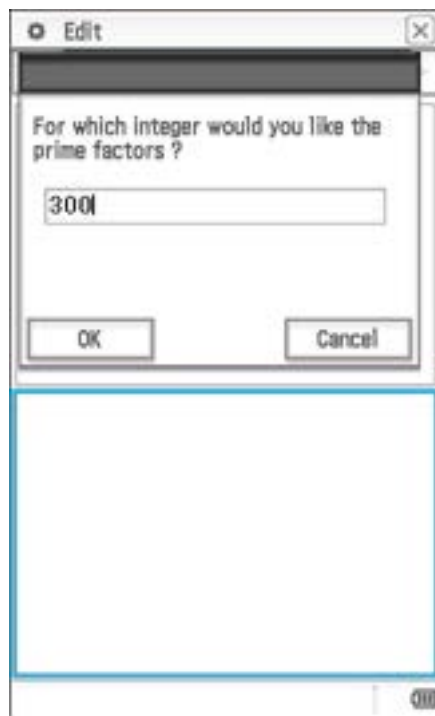 Edit
For which integer would you like the
prime factors ?
300
OK
Cancel